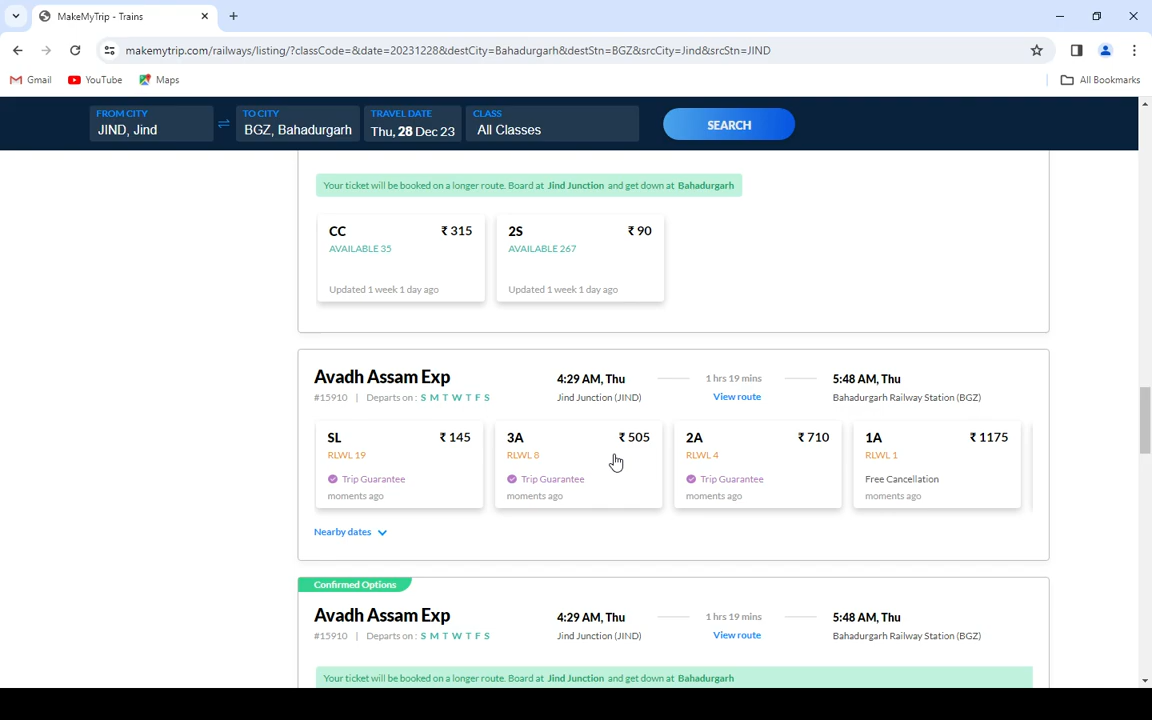 MakeMyTrip - Trains
makemytrip.com/railways/listing/?classCode=&date=20231228&destCity=Bahadurgarh&destStn=BGZ&srcCity=Jind&srcStn=JIND
Gmail YouTube Maps All Bookmarks
FROM CITY TO CITY TRAVEL DATE CLASS
JIND, Jind BGZ, Bahadurgarh Thu, 28 Dec 23 All Classes SEARCH
Your ticket will be booked on a longer route. Board at Jind Junction and get down at Bahadurgarh
CC ₹ 315 2S ₹ 90
AVAILABLE 35 AVAILABLE 267
Updated 1 week 1 day ago Updated 1 week 1 day ago
Avadh Assam Exp 4:29 AM, Thu 1 hrs 19 mins 5:48 AM, Thu
#15910 | Departs on : S M T W T F S Jind Junction (JIND) View route Bahadurgarh Railway Station (BGZ)
SL ₹ 145 3A ₹ 505 2A ₹ 710 1A ₹ 1175
RLWL 19 RLWL 8 RLWL 4 RLWL 1
Trip Guarantee Trip Guarantee Trip Guarantee Free Cancellation
moments ago moments ago moments ago moments ago
Nearby dates
Confirmed Options
Avadh Assam Exp 4:29 AM, Thu 1 hrs 19 mins 5:48 AM, Thu
#15910 | Departs on : S M T W T F S Jind Junction (JIND) View route Bahadurgarh Railway Station (BGZ)
Your ticket will be booked on a longer route. Board at Jind Junction and get down at Bahadurgarh